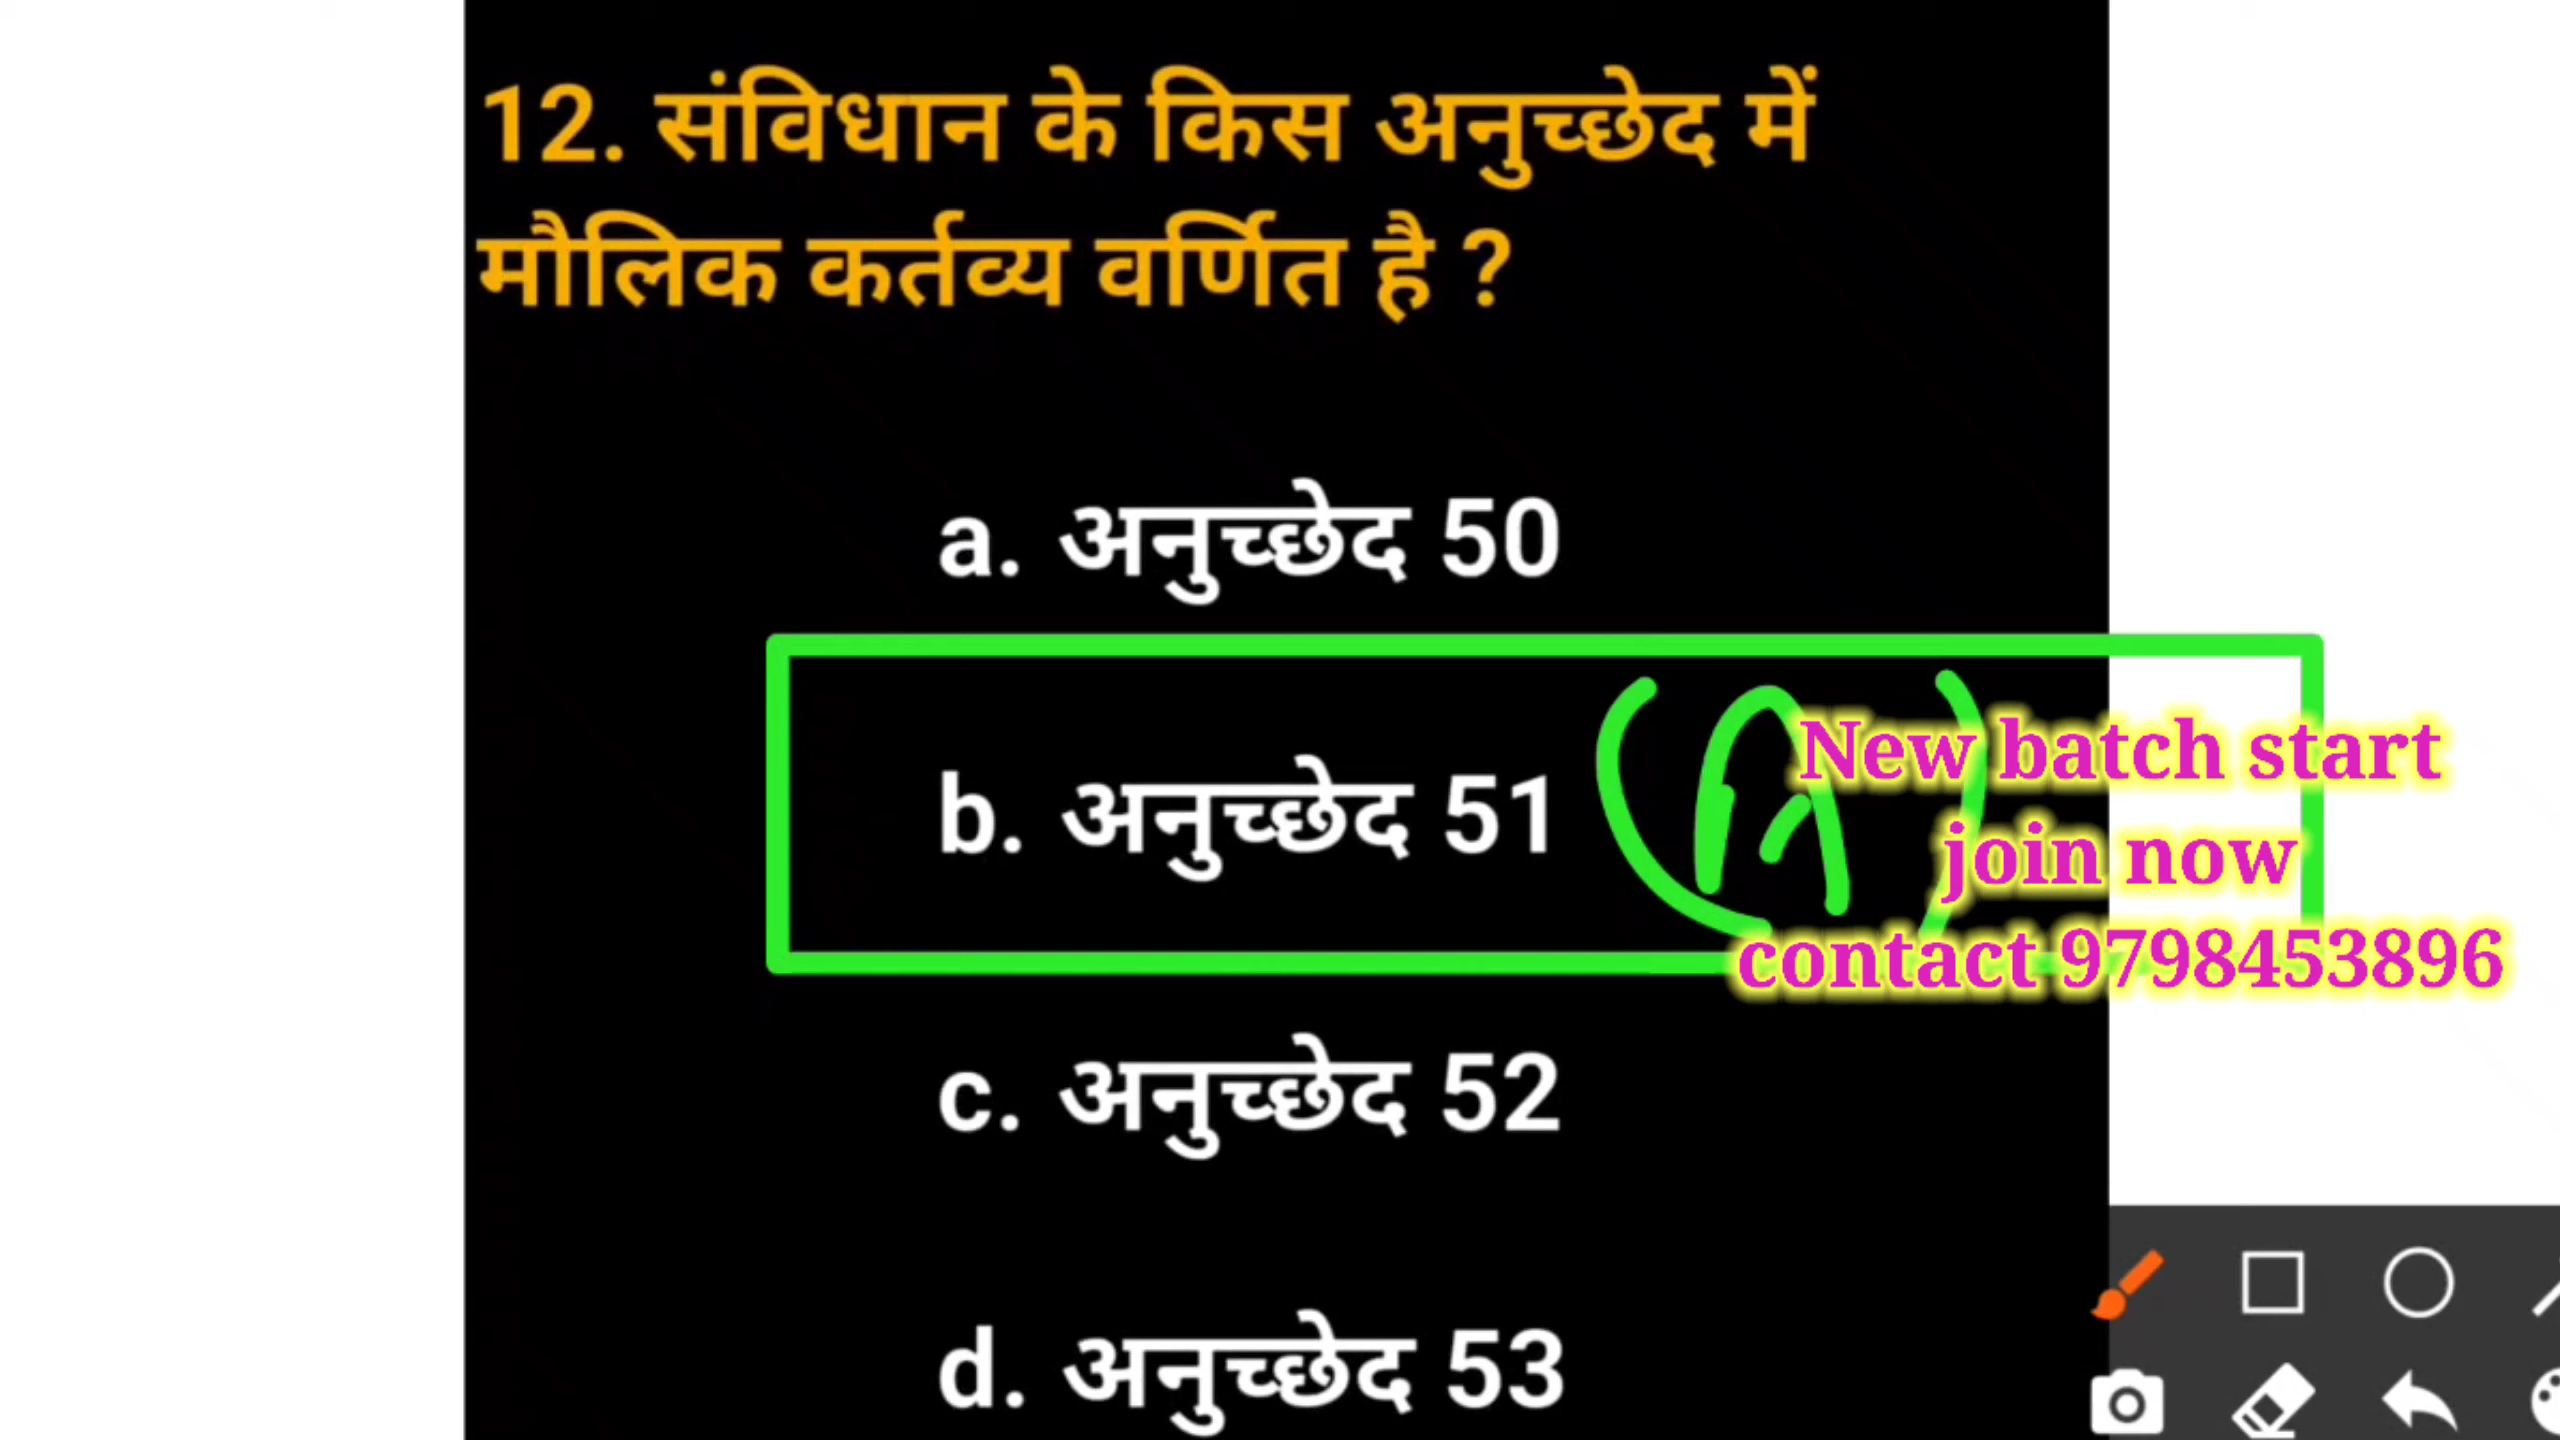 12. संविधान के किस अनुच्छेद में
मौलिक कर्तव्य वर्णित है ?
a. अनुच्छेद 50
b. अनुच्छेद 51 (A)
New batch start
join now
contact 9798453896
c. अनुच्छेद 52
d. अनुच्छेद 53